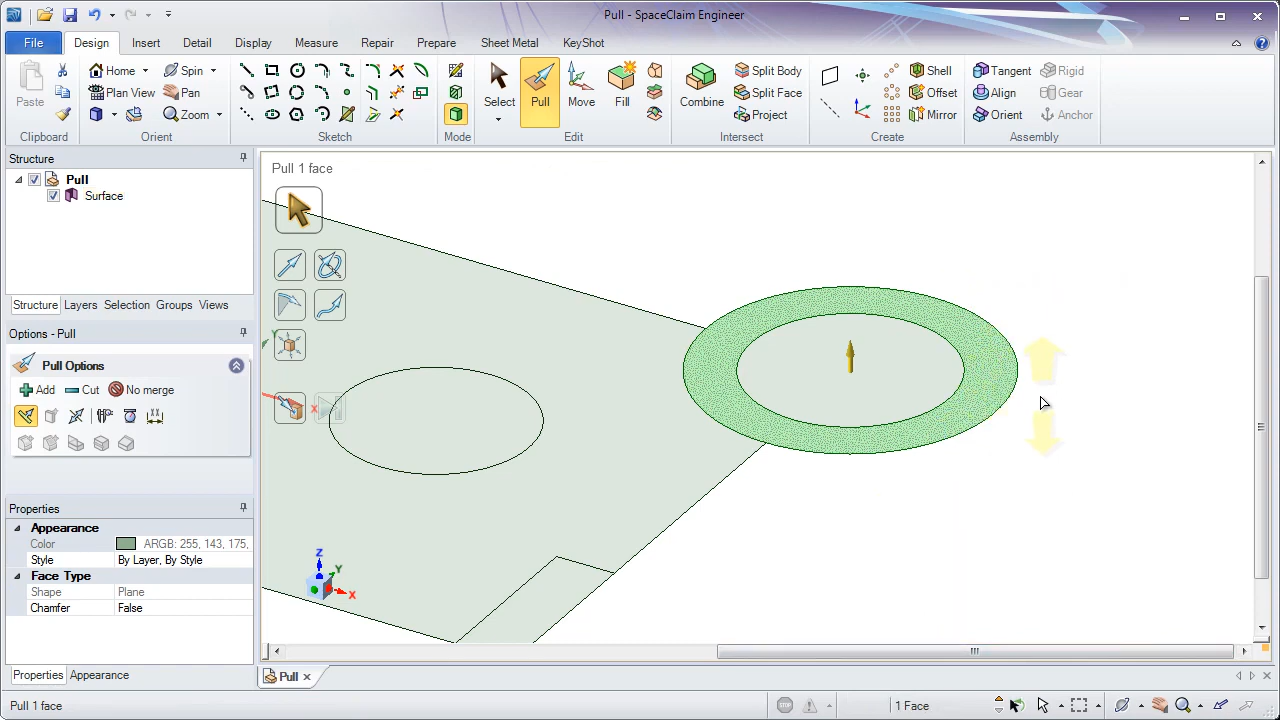 Pull - SpaceClaim Engineer
File Design Insert Detail Display Measure Repair Prepare Sheet Metal KeyShot
Paste
Clipboard
Home Spin
Plan View Pan
Zoom
Orient
Sketch
Mode
Select Pull Move Fill
Edit
Combine Split Body
Split Face
Project
Intersect
Shell
Offset
Mirror
Create
Tangent Rigid
Align Gear
Orient Anchor
Assembly
Structure
Pull
Surface
Structure Layers Selection Groups Views
Options - Pull
Pull Options
Add Cut No merge
Properties
Appearance
Color ARGB: 255, 143, 175,
Style By Layer, By Style
Face Type
Shape Plane
Chamfer False
Properties Appearance
Pull 1 face
Y
X
Z
Y
X
Pull
Pull 1 face
1 Face